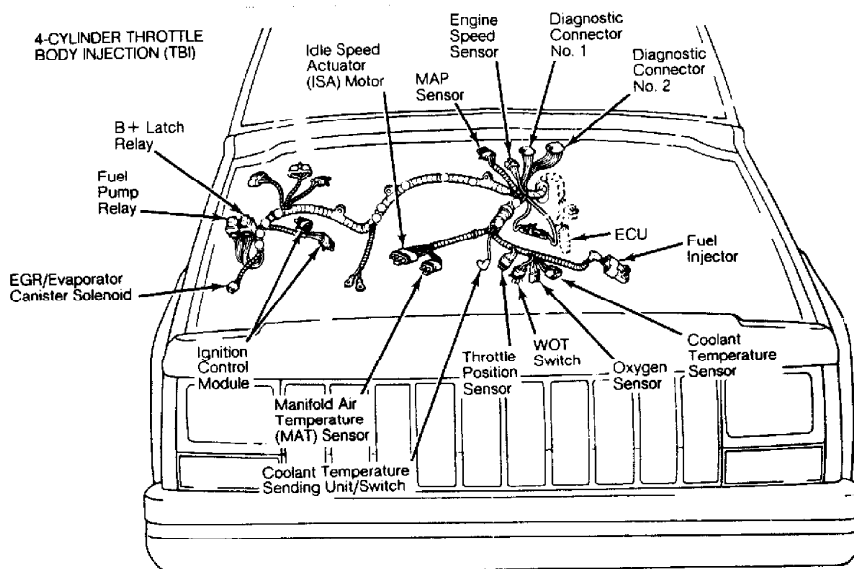 4-CYLINDER THROTTLE
BODY INJECTION (TBI)
Idle Speed
Actuator
(ISA) Motor
Engine
Speed
Sensor
MAP
Sensor
Diagnostic
Connector
No. 1
Diagnostic
Connector
No. 2
B+ Latch
Relay
Fuel
Pump
Relay
EGR/Evaporator
Canister Solenoid
ECU
Fuel
Injector
Ignition
Control
Module
Manifold Air
Temperature
(MAT) Sensor
Coolant Temperature
Sending Unit/Switch
Throttle
Position
Sensor
WOT
Switch
Oxygen
Sensor
Coolant
Temperature
Sensor